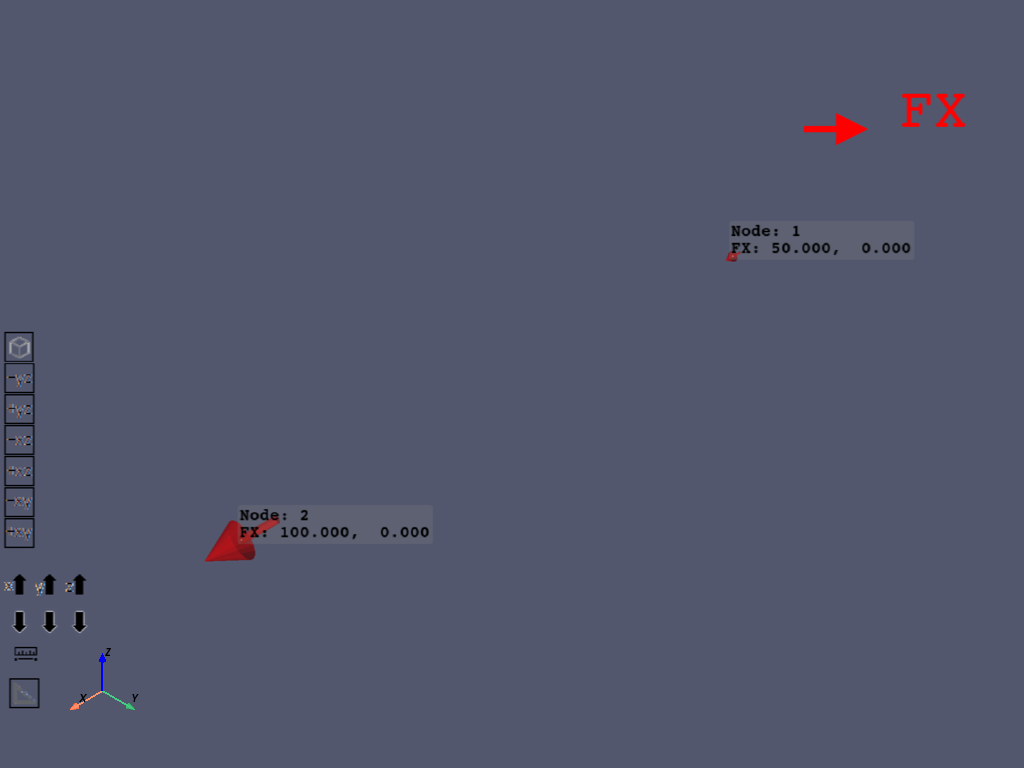 FX
Node: 1
FX: 50.000, 0.000
-yz
+yz
-xz
+xz
-xy
+xy
Node: 2
FX: 100.000, 0.000
x
y
z
Z
X
Y